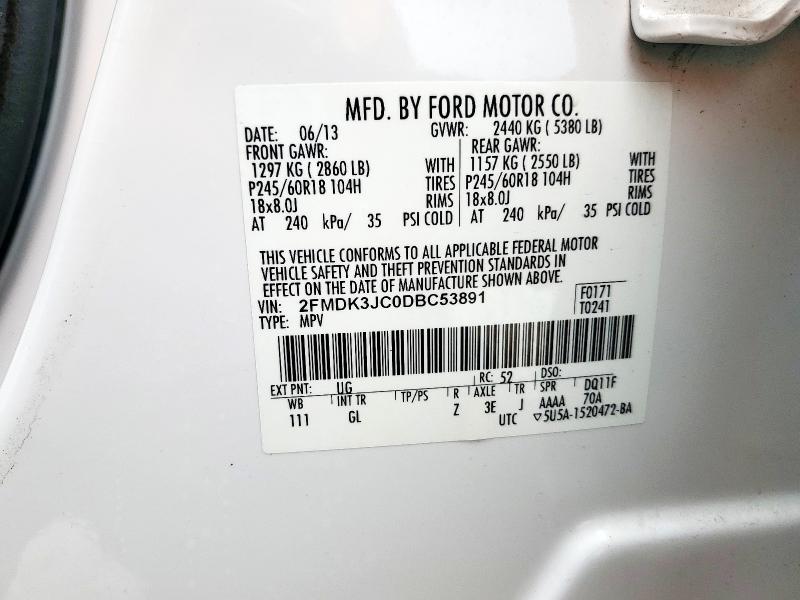 MFD. BY FORD MOTOR CO.
DATE: 06/13 GVWR: 2440 KG ( 5380 LB)
FRONT GAWR: REAR GAWR:
1297 KG ( 2860 LB) WITH 1157 KG ( 2550 LB) WITH
P245/60R18 104H TIRES P245/60R18 104H TIRES
18x8.0J RIMS 18x8.0J RIMS
AT 240 kPa/ 35 PSI COLD AT 240 kPa/ 35 PSI COLD
THIS VEHICLE CONFORMS TO ALL APPLICABLE FEDERAL MOTOR
VEHICLE SAFETY AND THEFT PREVENTION STANDARDS IN
EFFECT ON THE DATE OF MANUFACTURE SHOWN ABOVE.
VIN: 2FMDK3JC0DBC53891 F0171
TYPE: MPV T0241
EXT PNT: UG RC: 52 DSO:
WB INT TR TP/PS R AXLE TR SPR DQ11F
111 GL Z 3E J AAAA 70A
UTC ▽5U5A-1520472-BA